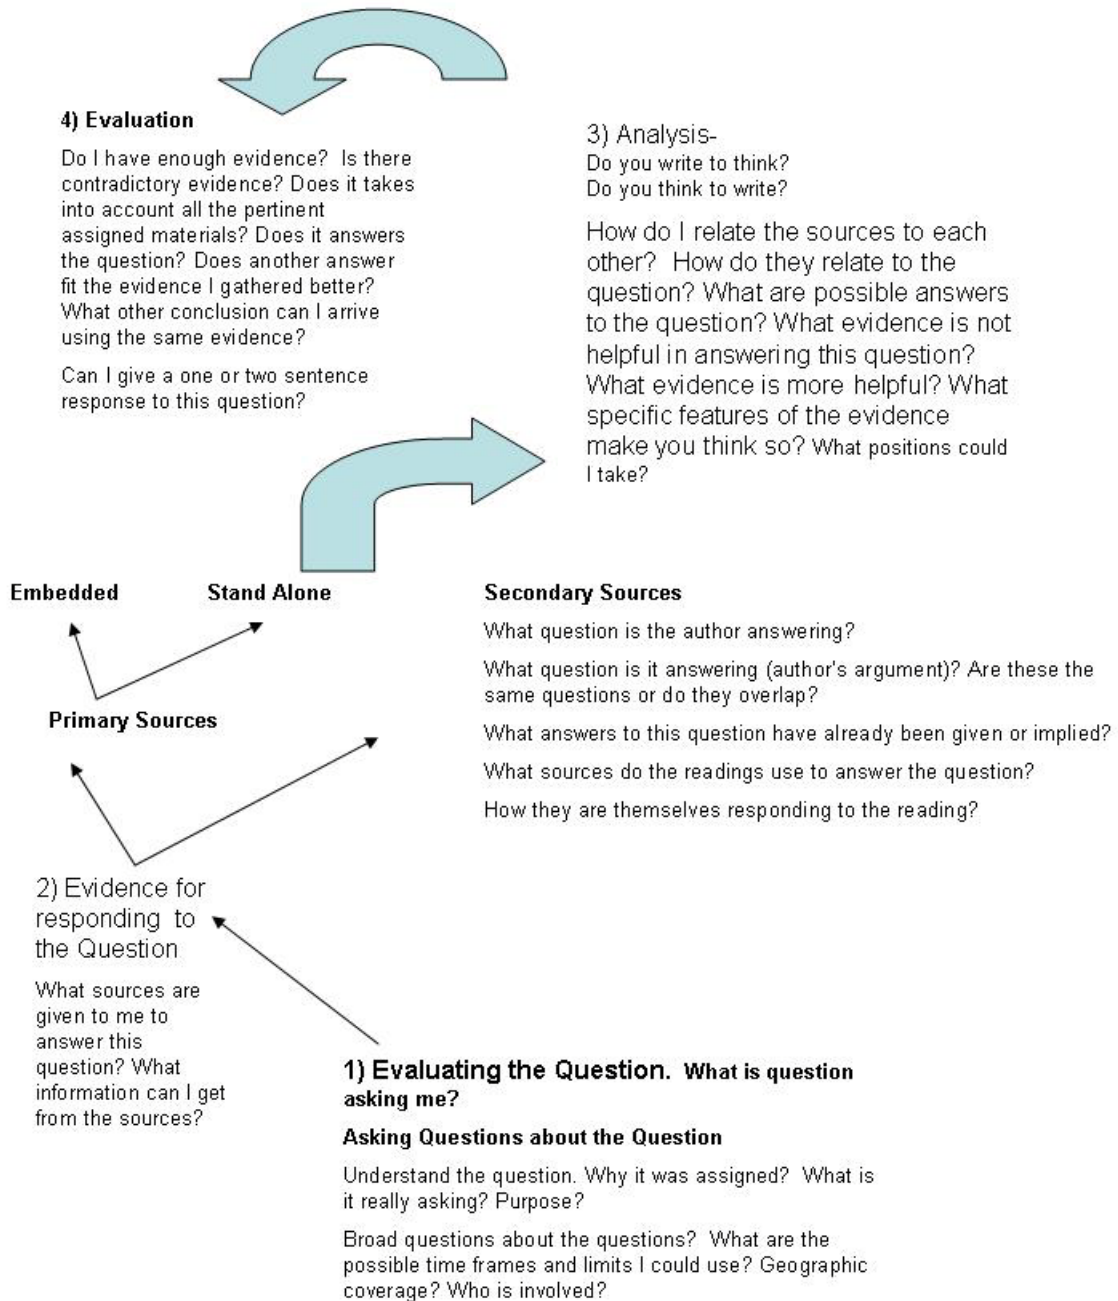 4) Evaluation
Do I have enough evidence?  Is there
contradictory evidence? Does it takes
into account all the pertinent
assigned materials? Does it answers
the question? Does another answer
fit the evidence I gathered better?
What other conclusion can I arrive
using the same evidence?
Can I give a one or two sentence
response to this question?
3) Analysis-
Do you write to think?
Do you think to write?
How do I relate the sources to each
other?  How do they relate to the
question? What are possible answers
to the question? What evidence is not
helpful in answering this question?
What evidence is more helpful? What
specific features of the evidence
make you think so? What positions could
I take?
Embedded
Stand Alone
Primary Sources
Secondary Sources
What question is the author answering?
What question is it answering (author's argument)? Are these the
same questions or do they overlap?
What answers to this question have already been given or implied?
What sources do the readings use to answer the question?
How they are themselves responding to the reading?
2) Evidence for
responding  to
the Question
What sources are
given to me to
answer this
question? What
information can I get
from the sources?
1) Evaluating the Question.  What is question
asking me?
Asking Questions about the Question
Understand the question. Why it was assigned?  What is
it really asking? Purpose?
Broad questions about the questions?  What are the
possible time frames and limits I could use? Geographic
coverage? Who is involved?